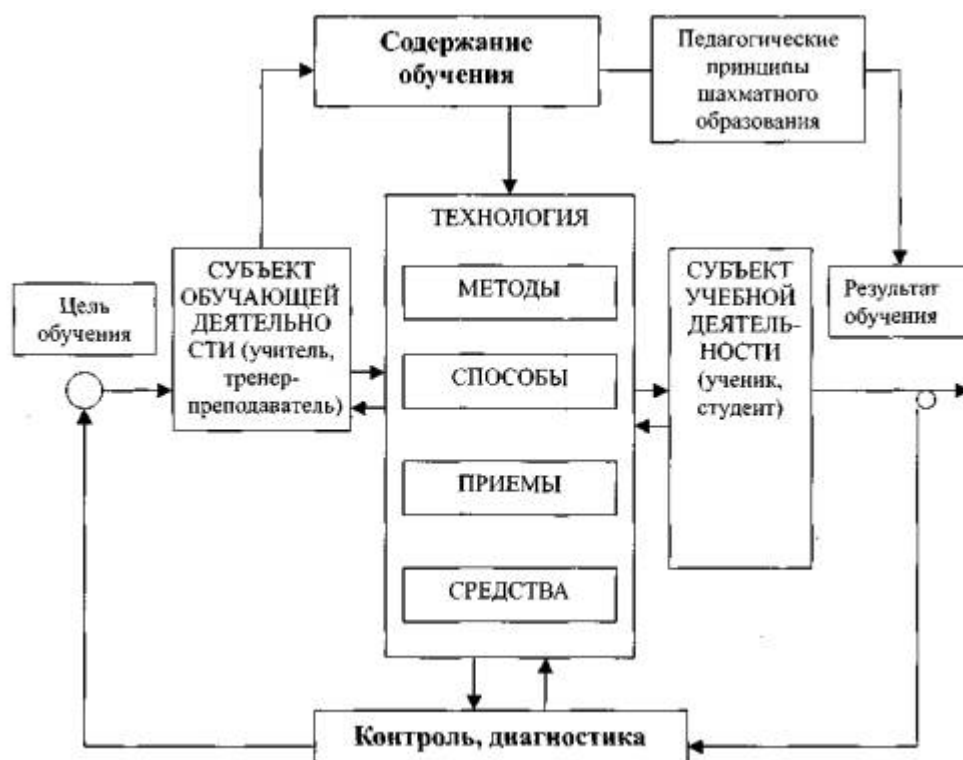 Содержание
обучения
Педагогические
принципы
шахматного
образования
ТЕХНОЛОГИЯ
МЕТОДЫ
СПОСОБЫ
ПРИЕМЫ
СРЕДСТВА
Цель
обучения
СУБЪЕКТ
ОБУЧАЮЩЕЙ
ДЕЯТЕЛЬНО
СТИ (учитель,
тренер-
преподаватель)
СУБЪЕКТ
УЧЕБНОЙ
ДЕЯТЕЛЬ-
НОСТИ
(ученик,
студент)
Результат
обучения
Контроль, диагностика